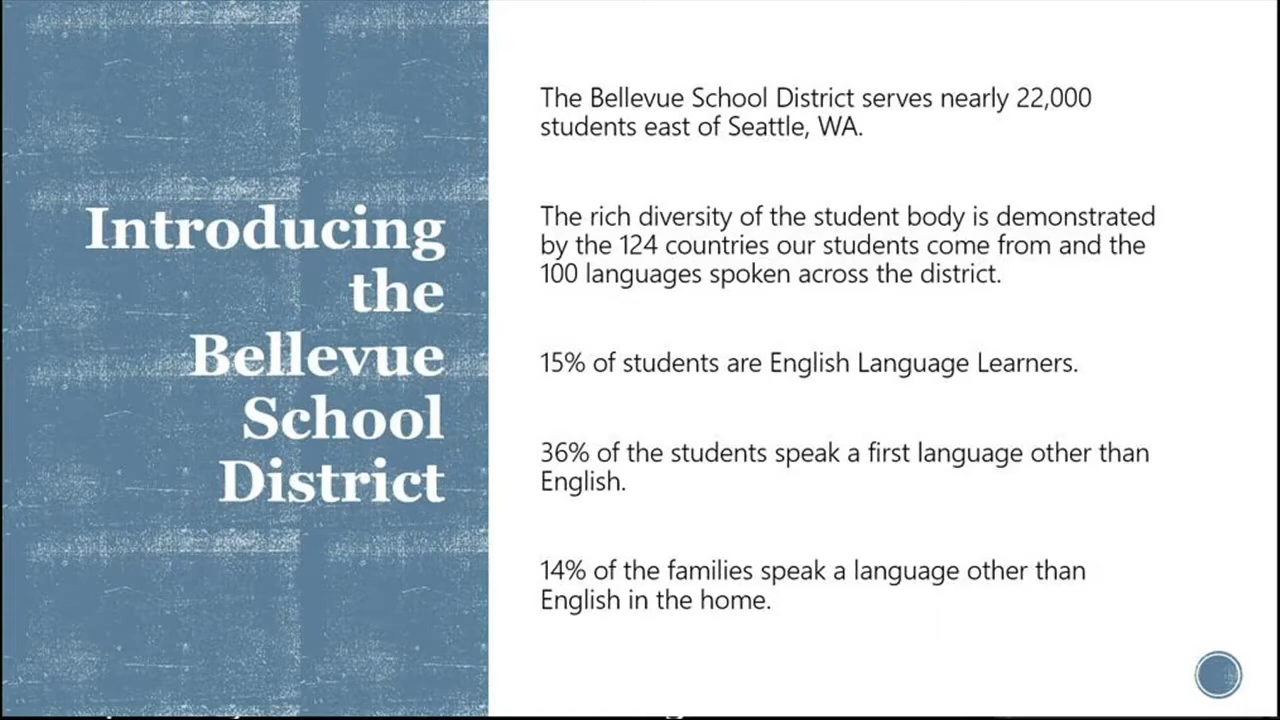 Introducing
the
Bellevue
School
District
The Bellevue School District serves nearly 22,000
students east of Seattle, WA.
The rich diversity of the student body is demonstrated
by the 124 countries our students come from and the
100 languages spoken across the district.
15% of students are English Language Learners.
36% of the students speak a first language other than
English.
14% of the families speak a language other than
English in the home.